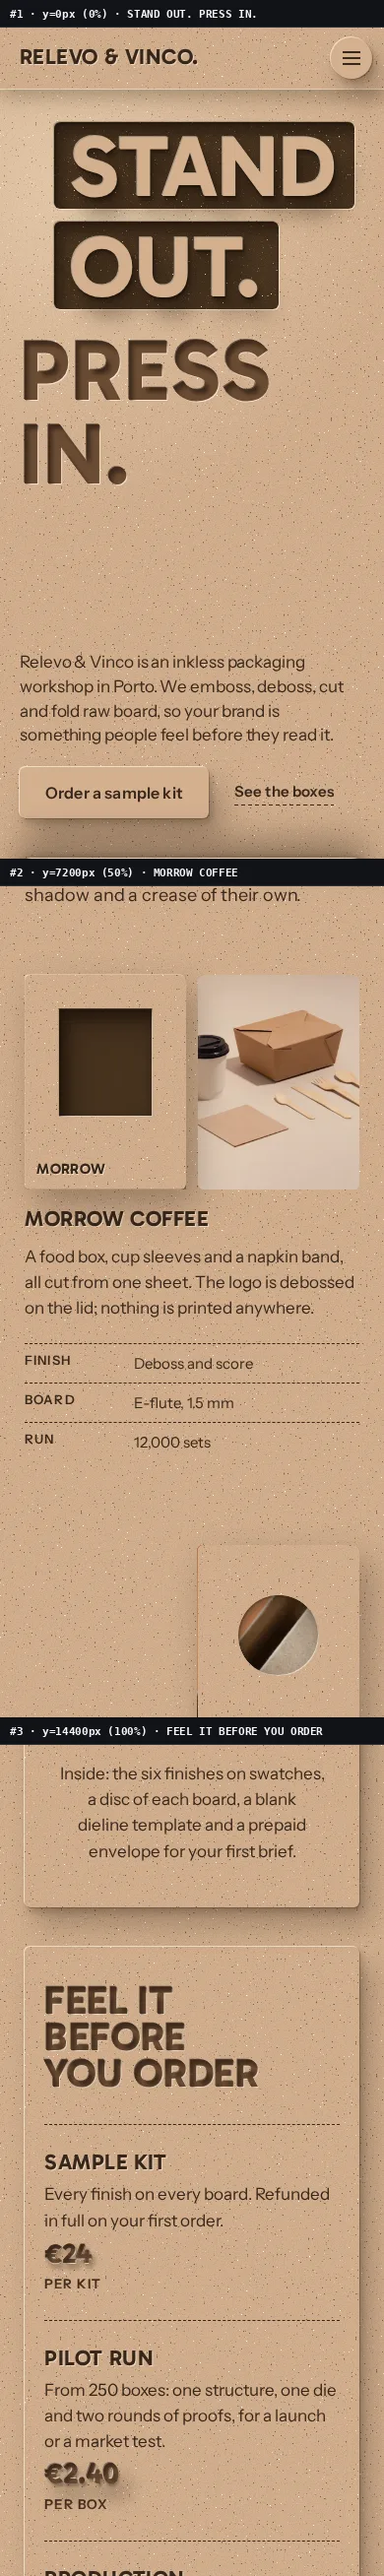 #1 · y=0px (0%) · STAND OUT. PRESS IN.
RELEVO & VINCO.
STAND
OUT.
PRESS
IN.
Relevo & Vinco is an inkless packaging
workshop in Porto. We emboss, deboss, cut
and fold raw board, so your brand is
something people feel before they read it.
Order a sample kit
See the boxes
#2 · y=7200px (50%) · MORROW COFFEE
shadow and a crease of their own.
MORROW
MORROW COFFEE
A food box, cup sleeves and a napkin band,
all cut from one sheet. The logo is debossed
on the lid; nothing is printed anywhere.
FINISH Deboss and score
BOARD E-flute, 1.5 mm
RUN 12,000 sets
#3 · y=14400px (100%) · FEEL IT BEFORE YOU ORDER
Inside: the six finishes on swatches,
a disc of each board, a blank
dieline template and a prepaid
envelope for your first brief.
FEEL IT
BEFORE
YOU ORDER
SAMPLE KIT
Every finish on every board. Refunded
in full on your first order.
€24
PER KIT
PILOT RUN
From 250 boxes: one structure, one die
and two rounds of proofs, for a launch
or a market test.
€2.40
PER BOX
PRODUCTION